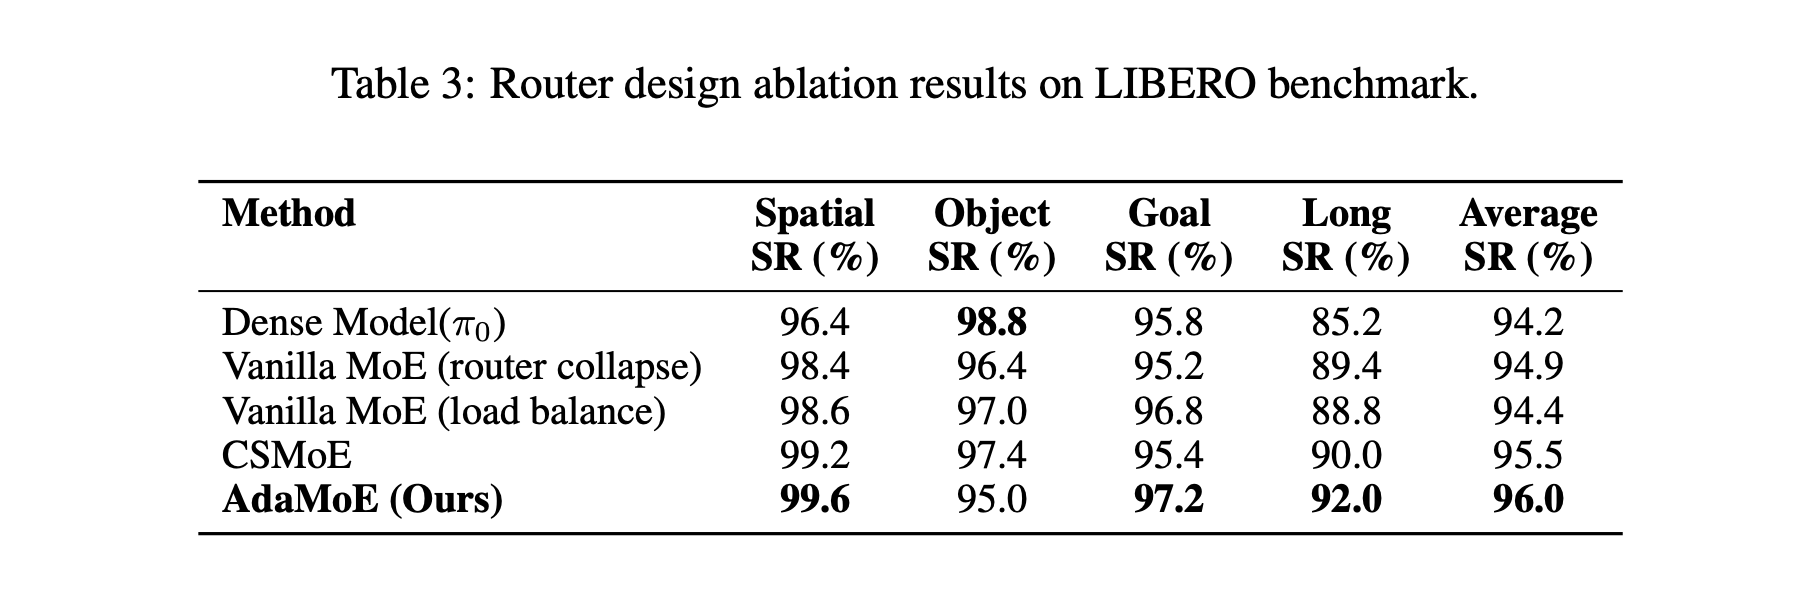 Table 3: Router design ablation results on LIBERO benchmark.
Method Spatial Object Goal Long Average
SR (%) SR (%) SR (%) SR (%) SR (%)
Dense Model(π₀) 96.4 98.8 95.8 85.2 94.2
Vanilla MoE (router collapse) 98.4 96.4 95.2 89.4 94.9
Vanilla MoE (load balance) 98.6 97.0 96.8 88.8 94.4
CSMoE 99.2 97.4 95.4 90.0 95.5
AdaMoE (Ours) 99.6 95.0 97.2 92.0 96.0